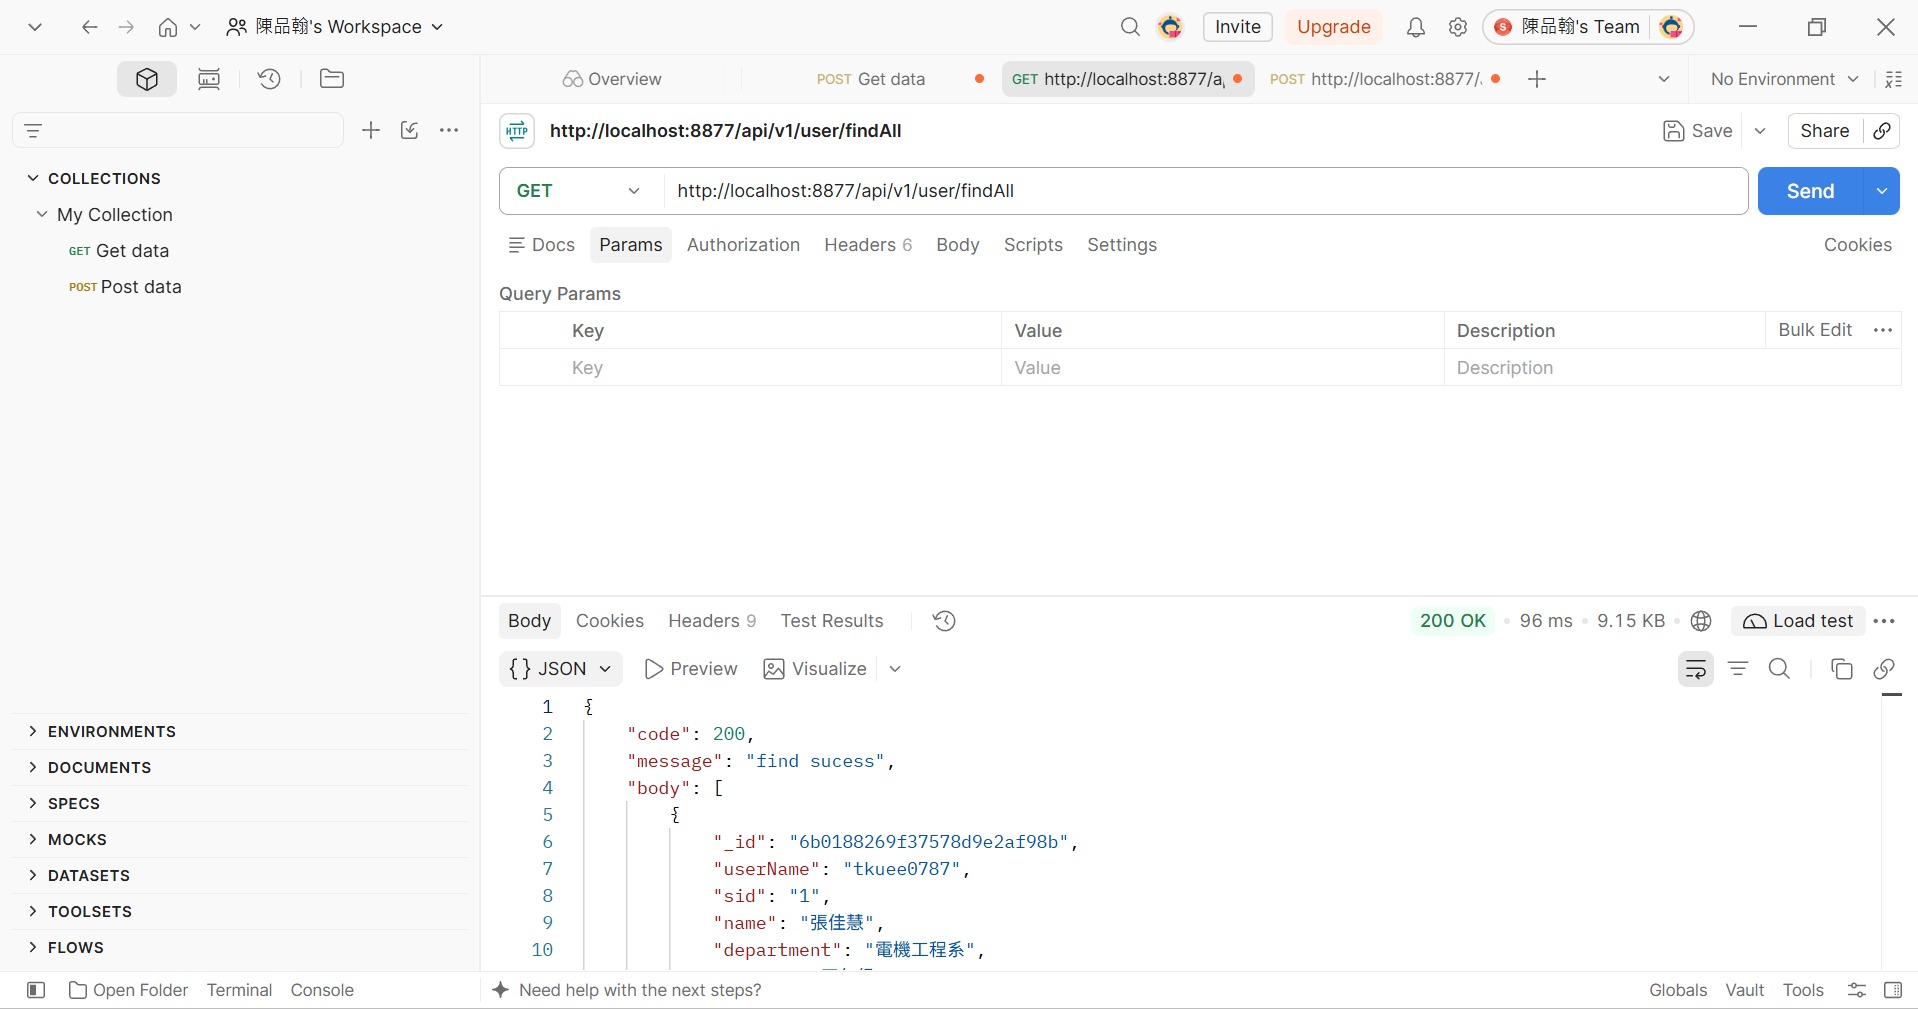 陳品翰's Workspace
Invite
Upgrade
S
陳品翰's Team
Overview
POST Get data
GET http://localhost:8877/a
POST http://localhost:8877/
No Environment
COLLECTIONS
My Collection
GET Get data
POST Post data
HTTP
http://localhost:8877/api/v1/user/findAll
Save
Share
GET
http://localhost:8877/api/v1/user/findAll
Send
Docs
Params
Authorization
Headers 6
Body
Scripts
Settings
Cookies
Query Params
Key Value Description Bulk Edit
Key Value Description
Body
Cookies
Headers 9
Test Results
200 OK • 96 ms • 9.15 KB •
Load test
{ } JSON
Preview
Visualize
1 {
2 "code": 200,
3 "message": "find sucess",
4 "body": [
5 {
6 "_id": "6b0188269f37578d9e2af98b",
7 "userName": "tkuee0787",
8 "sid": "1",
9 "name": "張佳慧",
10 "department": "電機工程系",
ENVIRONMENTS
DOCUMENTS
SPECS
MOCKS
DATASETS
TOOLSETS
FLOWS
Open Folder
Terminal
Console
Need help with the next steps?
Globals
Vault
Tools